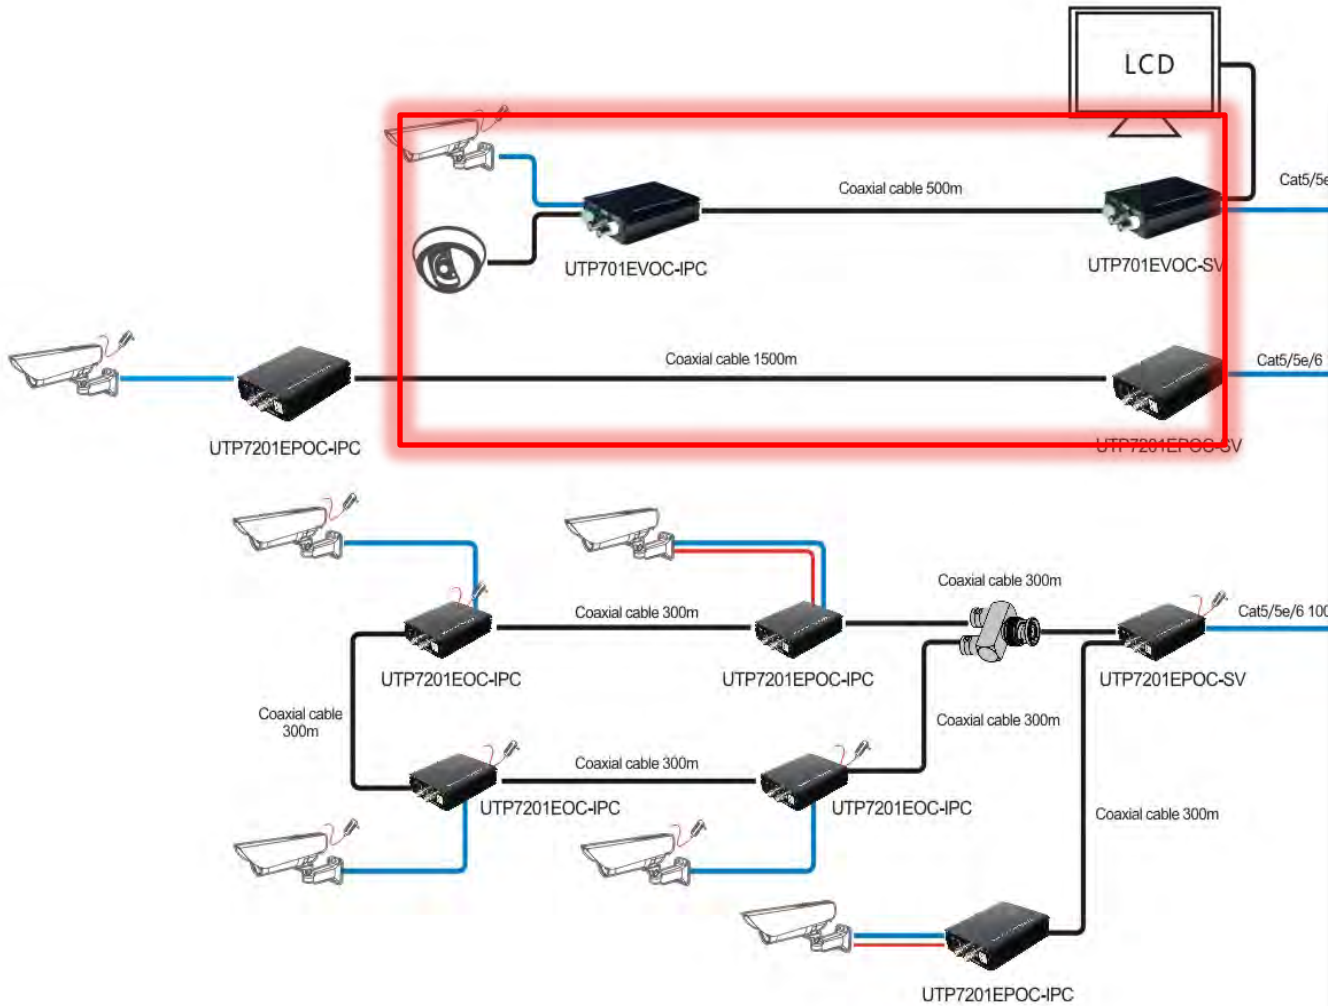 LCD
Coaxial cable 500m
Cat5/5e
UTP701EVOC-IPC
UTP701EVOC-SV
Coaxial cable 1500m
Cat5/5e/6
UTP7201EPOC-IPC
UTP7201EPOC-SV
Coaxial cable 300m
Coaxial cable 300m
Cat5/5e/6 100
UTP7201EOC-IPC
UTP7201EPOC-IPC
UTP7201EPOC-SV
Coaxial cable
300m
Coaxial cable 300m
Coaxial cable 300m
UTP7201EOC-IPC
UTP7201EOC-IPC
Coaxial cable 300m
UTP7201EPOC-IPC